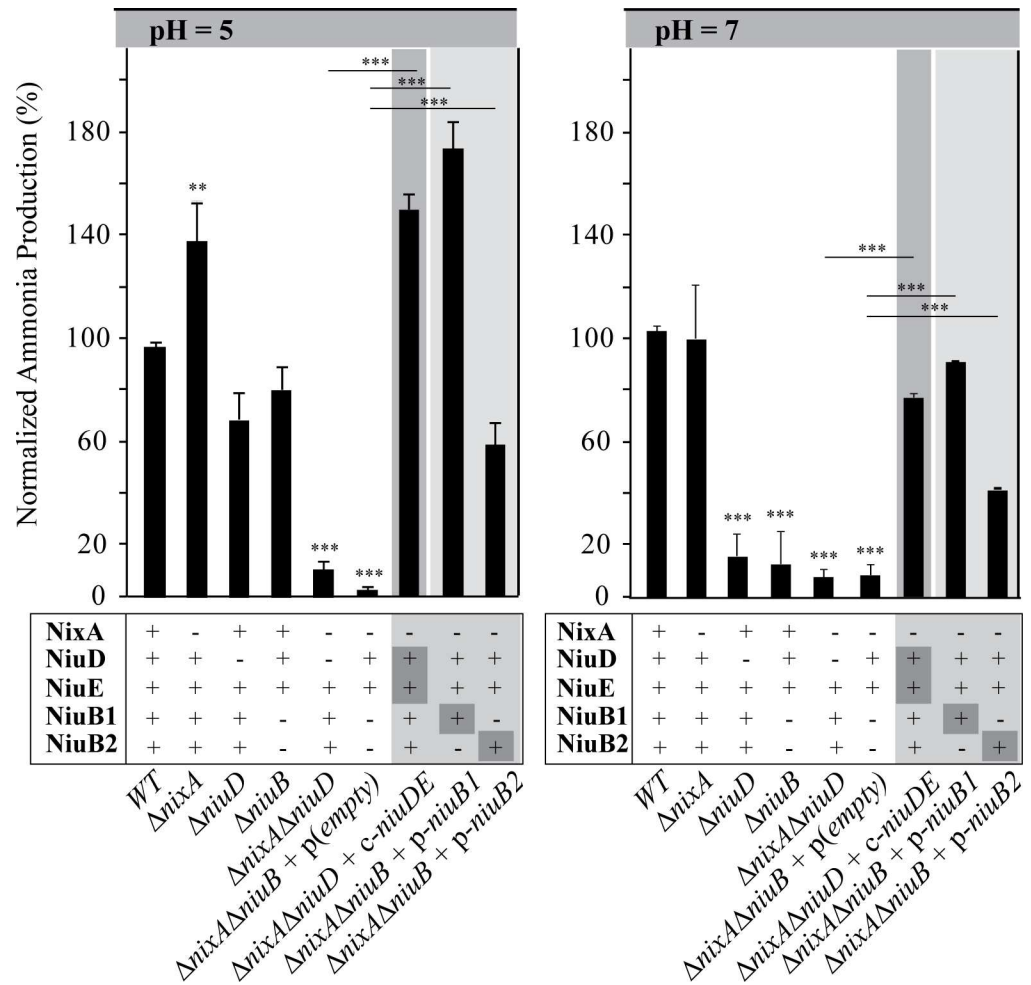 pH = 5
Normalized Ammonia Production (%)
180
140
100
60
20
0
**
***
***
***
***
***
NixA + - + + - - - - -
NiuD + + - + - + + + +
NiuE + + + + + + + + +
NiuB1 + + + - + - + + -
NiuB2 + + + - + - + - +
WT
ΔnixA
ΔniuD
ΔniuB
ΔnixAΔniuD
ΔnixAΔniuB + p(empty)
ΔnixAΔniuD + c-niuDE
ΔnixAΔniuB + p-niuB1
ΔnixAΔniuB + p-niuB2
pH = 7
180
140
100
60
20
0
***
***
***
***
***
***
***
NixA + - + + - - - - -
NiuD + + - + - + + + +
NiuE + + + + + + + + +
NiuB1 + + + - + - + + -
NiuB2 + + + - + - + - +
WT
ΔnixA
ΔniuD
ΔniuB
ΔnixAΔniuD
ΔnixAΔniuB + p(empty)
ΔnixAΔniuD + c-niuDE
ΔnixAΔniuB + p-niuB1
ΔnixAΔniuB + p-niuB2